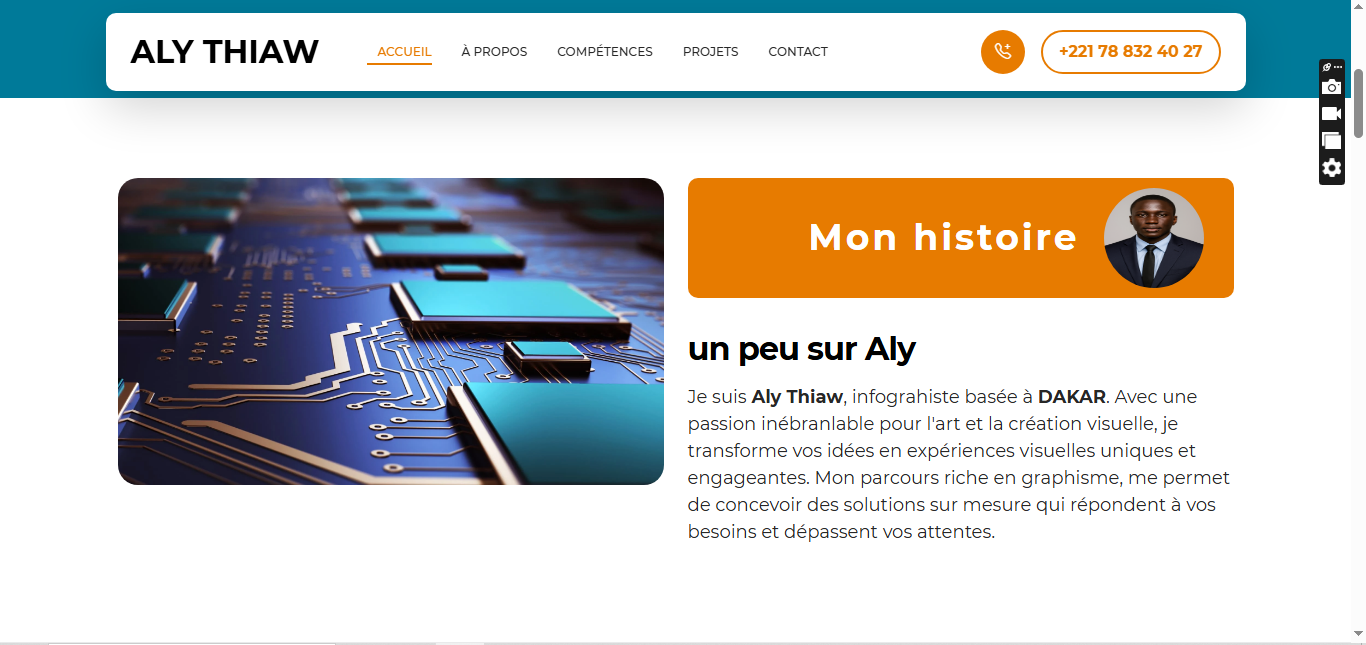 ALY THIAW
ACCUEIL
À PROPOS
COMPÉTENCES
PROJETS
CONTACT
+221 78 832 40 27
Mon histoire
un peu sur Aly
Je suis Aly Thiaw, infograhiste basée à DAKAR. Avec une
passion inébranlable pour l'art et la création visuelle, je
transforme vos idées en expériences visuelles uniques et
engageantes. Mon parcours riche en graphisme, me permet
de concevoir des solutions sur mesure qui répondent à vos
besoins et dépassent vos attentes.